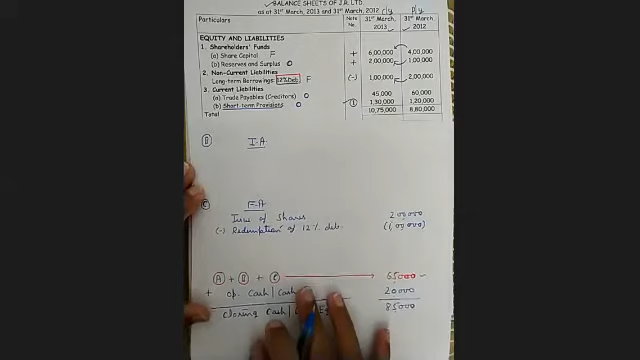 BALANCE SHEETS OF J.R. LTD.
as at 31st March, 2013 and 31st March, 2012
c/y p/y
Particulars Note No. 31st March, 2013 31st March, 2012
EQUITY AND LIABILITIES
1. Shareholders' Funds
(a) Share Capital F + 6,00,000 4,00,000
(b) Reserves and Surplus O + 2,00,000 1,00,000
2. Non-Current Liabilities
Long-term Borrowings: 12% Deb. F (-) 1,00,000 2,00,000
3. Current Liabilities
(a) Trade Payables (Creditors) O 45,000 60,000
(b) Short-term Provisions O 1 1,30,000 1,20,000
Total 10,75,000 8,80,000
B I-A
C F-A
Issue of Shares 200000
(-) Redemption of 12% deb. (1,00,000)
A + B + C 65000
+ op. Cash | Cash 20000
Closing Cash | 85000